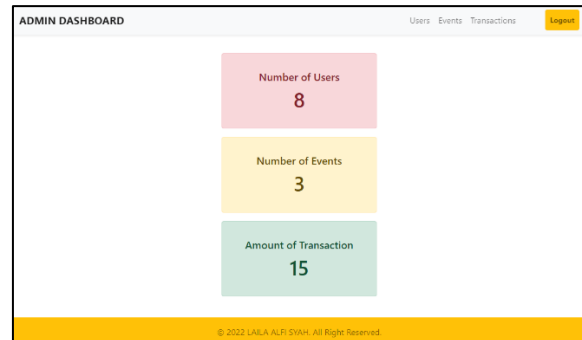 ADMIN DASHBOARD
Users Events Transactions Logout
Number of Users
8
Number of Events
3
Amount of Transaction
15
© 2022 LAILA ALFI SYAH. All Right Reserved.